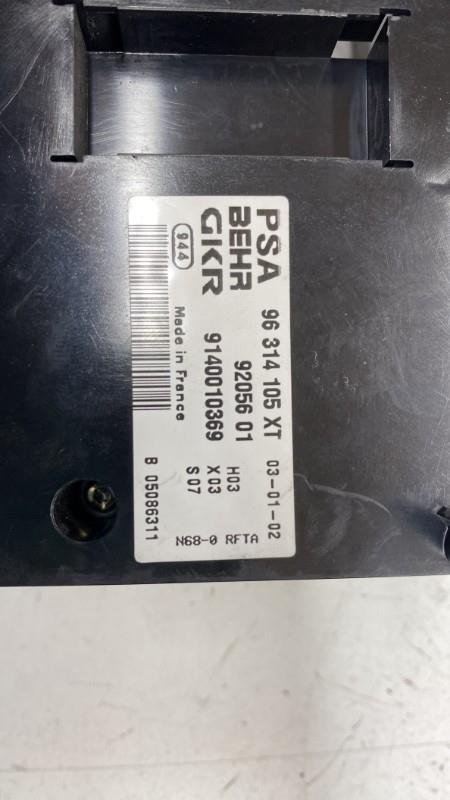 PSA 96 314 105 XT 03-01-02
BEHR 92056 01 H03
GKR 9140010369 X03
S07
944 Made in France
N68-0 RFTA
B 05086311